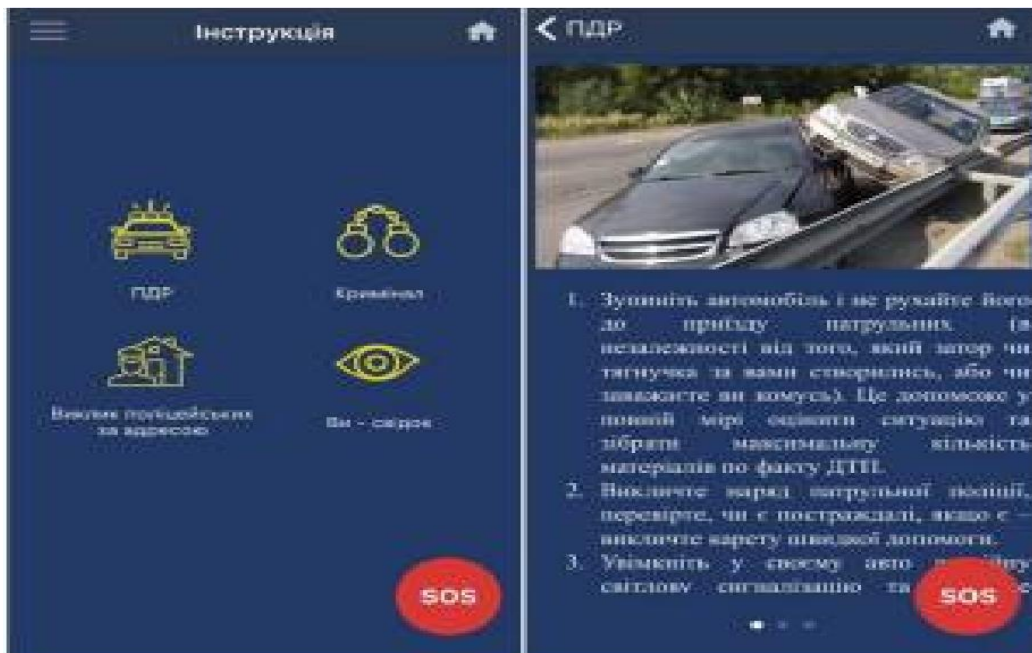 Інструкція
ПДР
Кримінал
Виклик поліцейських
за адресою
Ви – свідок
SOS
ПДР
1. Зупиніть автомобіль і не рухайте його
до приїзду патрульних (в
незалежності від того, який затор чи
тягнучка за вами створились, або чи
заважаєте ви комусь). Це допоможе у
повній мірі оцінити ситуацію та
зібрати максимальну кількість
матеріалів по факту ДТП.
2. Викличте наряд патрульної поліції,
перевірте, чи є постраждалі, якщо є –
викличте карету швидкої допомоги.
3. Увімкніть у своєму авто
світлову сигналізацію та
SOS